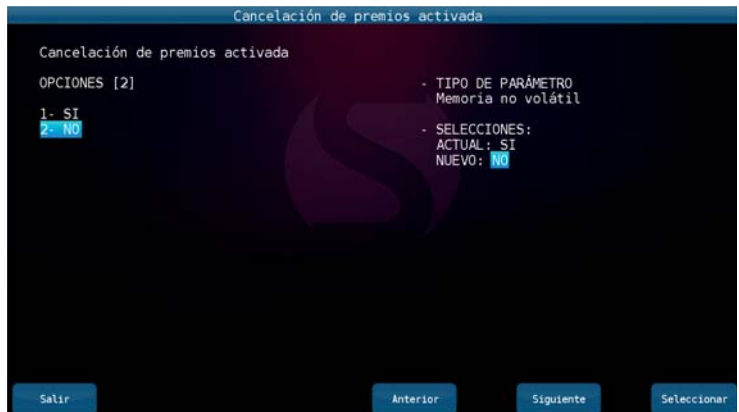 Cancelación de premios activada
Cancelación de premios activada
OPCIONES [2]
1- SI
2- NO
- TIPO DE PARÁMETRO
Memoria no volátil
- SELECCIONES:
ACTUAL: SI
NUEVO: NO
Salir
Anterior
Siguiente
Seleccionar